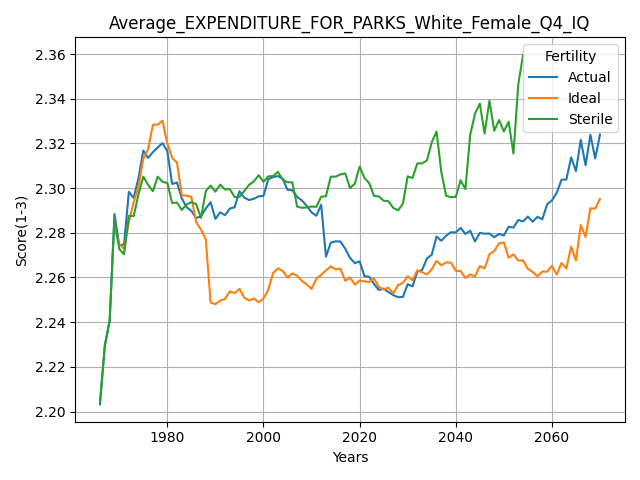 Average_EXPENDITURE_FOR_PARKS_White_Female_Q4_IQ
Score(1-3)
2.36
2.34
2.32
2.30
2.28
2.26
2.24
2.22
2.20
Fertility
Actual
Ideal
Sterile
1980
2000
2020
2040
2060
Years